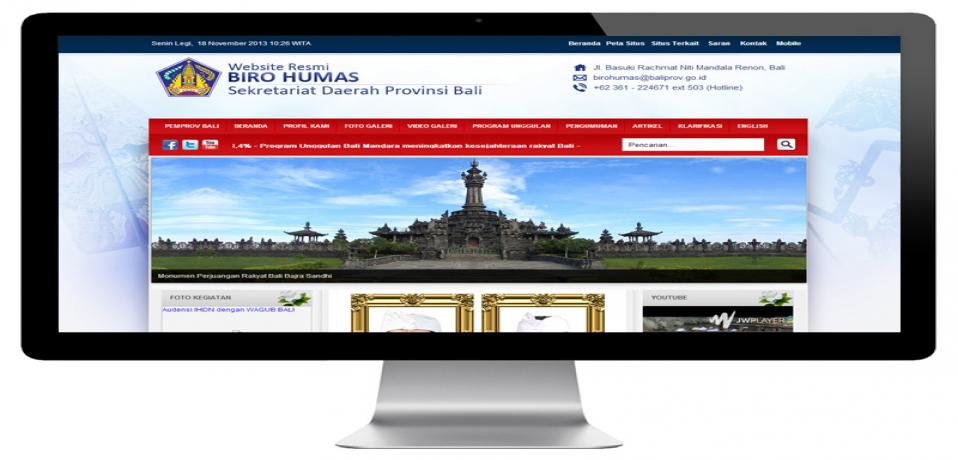 Senin Legi, 18 November 2013 10:26 WITA
Beranda Peta Situs Situs Terkait Saran Kontak Mobile
Website Resmi
BIRO HUMAS
Sekretariat Daerah Provinsi Bali
Jl. Basuki Rachmat Niti Mandala Renon, Bali
birohumas@baliprov.go.id
+62 361 - 224671 ext 503 (Hotline)
PEMPROV BALI BERANDA PROFIL KAMI FOTO GALERI VIDEO GALERI PROGRAM UNGGULAN PENGUMUMAN ARTIKEL KLARIFIKASI ENGLISH
You Tube
,4% – Program Unggulan Bali Mandara meningkatkan kesejahteraan rakyat Bali –
Pencarian...
Monumen Perjuangan Rakyat Bali Bajra Sandhi
FOTO KEGIATAN
YOUTUBE
Audensi IHDN dengan WAGUB BALI
JWPLAYER